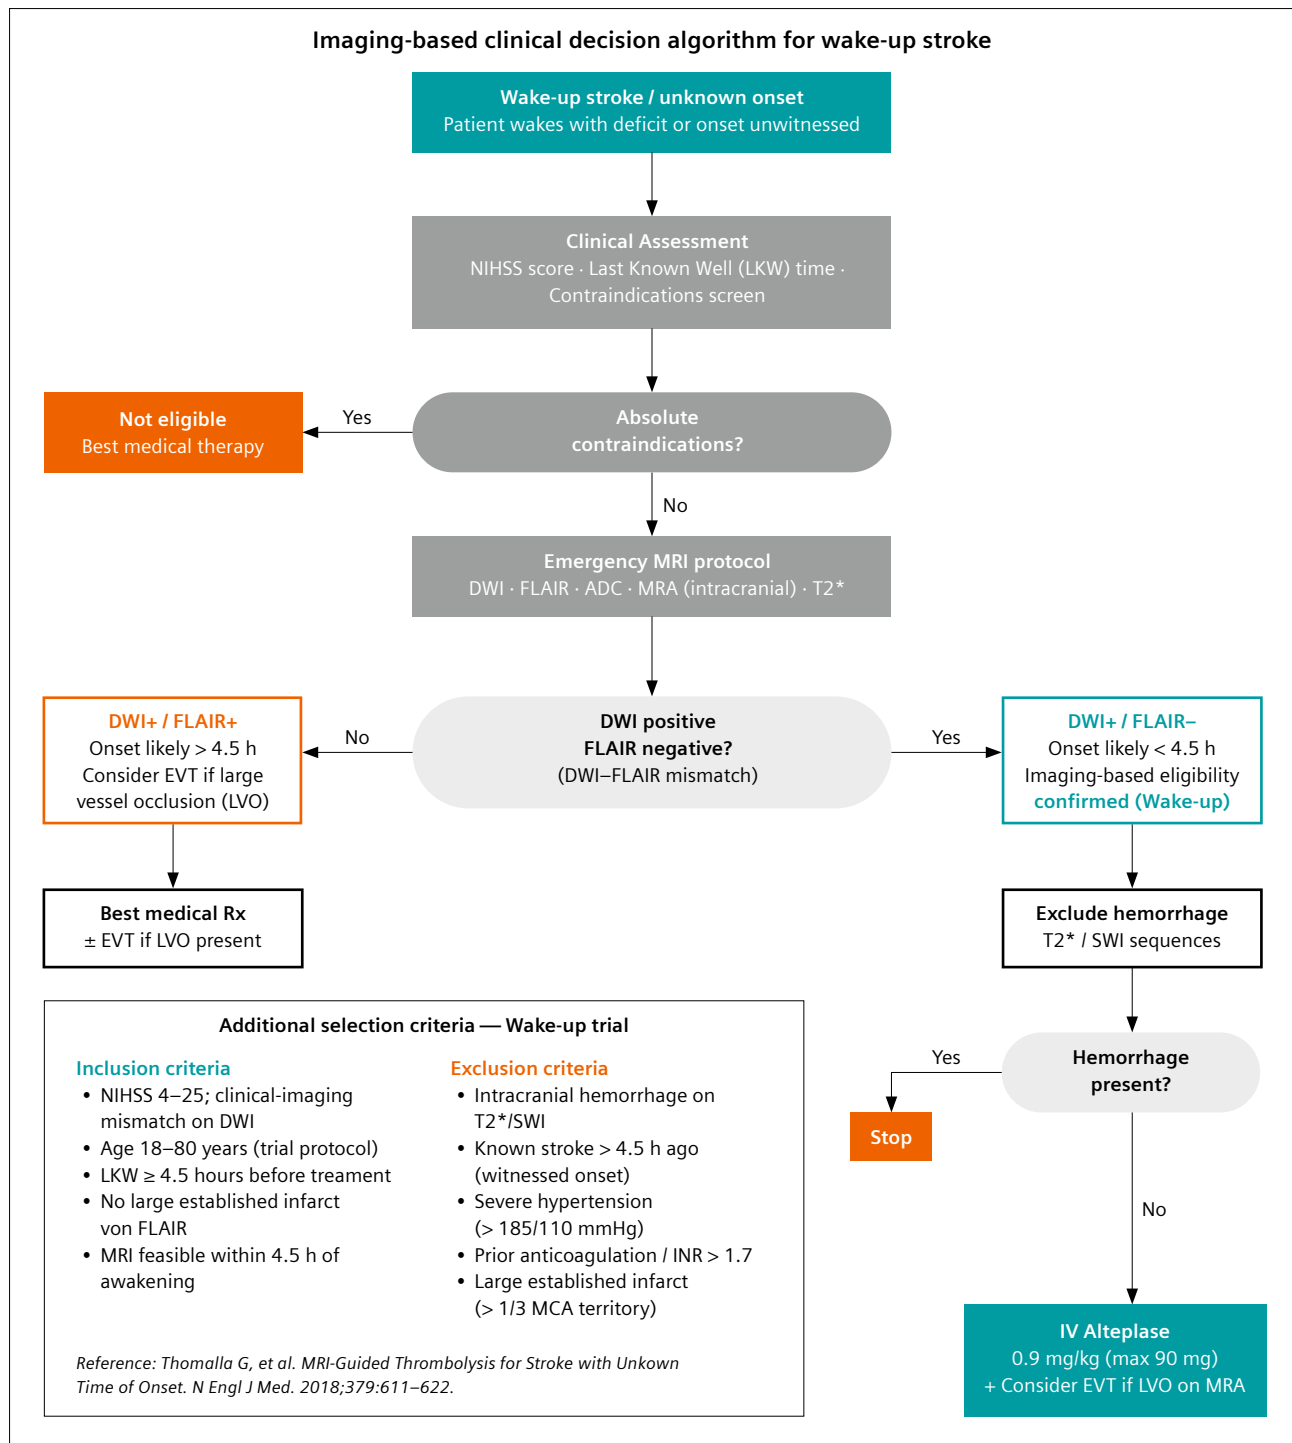 Imaging-based clinical decision algorithm for wake-up stroke
Wake-up stroke / unknown onset
Patient wakes with deficit or onset unwitnessed
Clinical Assessment
NIHSS score · Last Known Well (LKW) time ·
Contraindications screen
Absolute
contraindications?
Yes
Not eligible
Best medical therapy
No
Emergency MRI protocol
DWI · FLAIR · ADC · MRA (intracranial) · T2*
DWI positive
FLAIR negative?
(DWI–FLAIR mismatch)
No
DWI+ / FLAIR+
Onset likely > 4.5 h
Consider EVT if large
vessel occlusion (LVO)
Best medical Rx
± EVT if LVO present
Yes
DWI+ / FLAIR–
Onset likely < 4.5 h
Imaging-based eligibility
confirmed (Wake-up)
Exclude hemorrhage
T2* / SWI sequences
Hemorrhage
present?
Yes
Stop
No
IV Alteplase
0.9 mg/kg (max 90 mg)
+ Consider EVT if LVO on MRA
Additional selection criteria — Wake-up trial
Inclusion criteria
• NIHSS 4–25; clinical-imaging
mismatch on DWI
• Age 18–80 years (trial protocol)
• LKW ≥ 4.5 hours before treament
• No large established infarct
von FLAIR
• MRI feasible within 4.5 h of
awakening
Exclusion criteria
• Intracranial hemorrhage on
T2*/SWI
• Known stroke > 4.5 h ago
(witnessed onset)
• Severe hypertension
(> 185/110 mmHg)
• Prior anticoagulation / INR > 1.7
• Large established infarct
(> 1/3 MCA territory)
Reference: Thomalla G, et al. MRI-Guided Thrombolysis for Stroke with Unkown
Time of Onset. N Engl J Med. 2018;379:611–622.